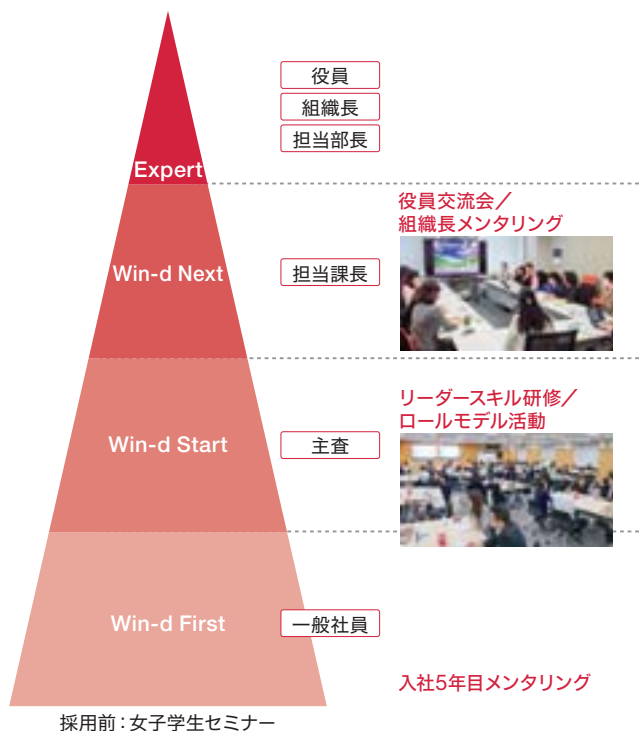 役員
組織長
担当部長
Expert
役員交流会／
組織長メンタリング
Win-d Next
担当課長
リーダースキル研修／
ロールモデル活動
Win-d Start
主査
Win-d First
一般社員
入社5年目メンタリング
採用前：女子学生セミナー